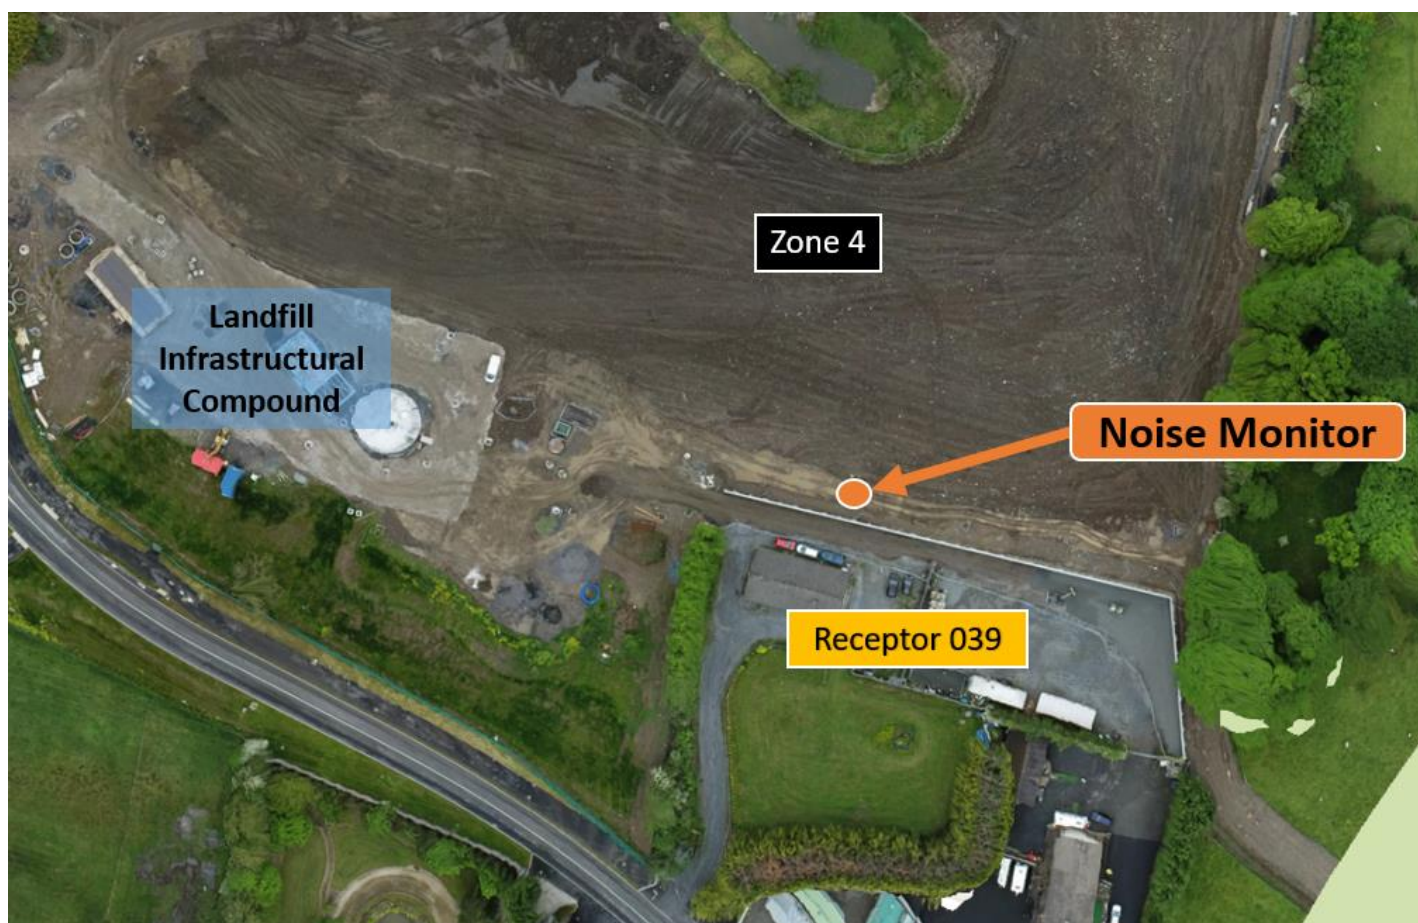 Zone 4
Landfill
Infrastructural
Compound
Noise Monitor
Receptor 039